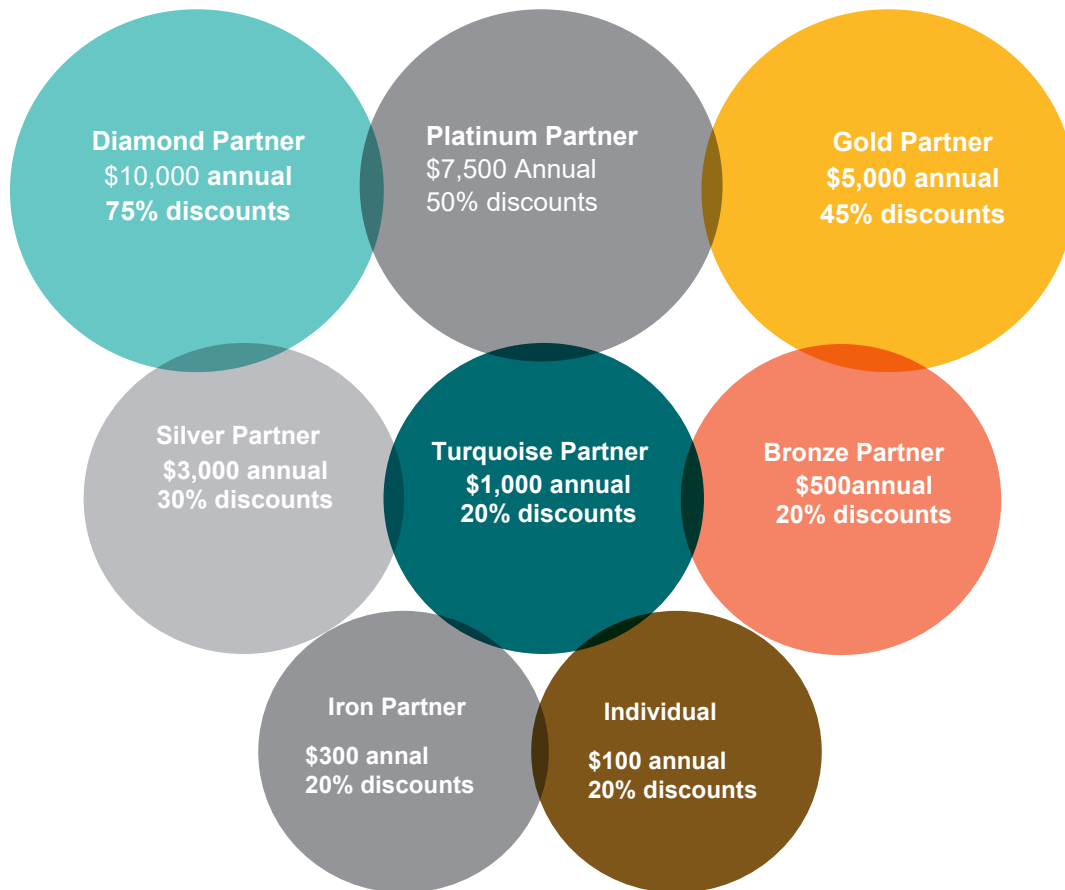 Diamond Partner
$10,000 annual
75% discounts
Platinum Partner
$7,500 Annual
50% discounts
Gold Partner
$5,000 annual
45% discounts
Silver Partner
$3,000 annual
30% discounts
Turquoise Partner
$1,000 annual
20% discounts
Bronze Partner
$500annual
20% discounts
Iron Partner
$300 annal
20% discounts
Individual
$100 annual
20% discounts